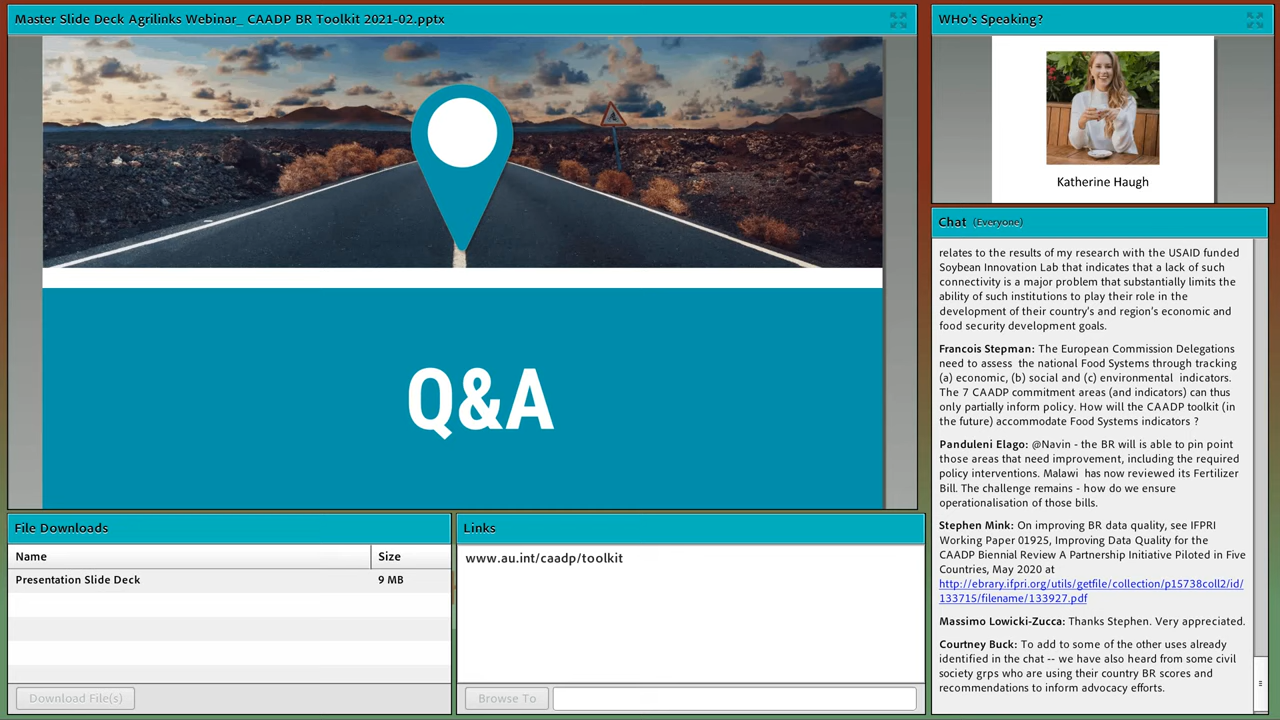 Master Slide Deck Agrilinks Webinar_ CAADP BR Toolkit 2021-02.pptx
Q&A
WHo's Speaking?
Katherine Haugh
Chat (Everyone)
relates to the results of my research with the USAID funded
Soybean Innovation Lab that indicates that a lack of such
connectivity is a major problem that substantially limits the
ability of such institutions to play their role in the
development of their country's and region's economic and
food security development goals.
Francois Stepman: The European Commission Delegations
need to assess the national Food Systems through tracking
(a) economic, (b) social and (c) environmental indicators.
The 7 CAADP commitment areas (and indicators) can thus
only partially inform policy. How will the CAADP toolkit (in
the future) accommodate Food Systems indicators ?
Panduleni Elago: @Navin - the BR will is able to pin point
those areas that need improvement, including the required
policy interventions. Malawi has now reviewed its Fertilizer
Bill. The challenge remains - how do we ensure
operationalisation of those bills.
Stephen Mink: On improving BR data quality, see IFPRI
Working Paper 01925, Improving Data Quality for the
CAADP Biennial Review A Partnership Initiative Piloted in Five
Countries, May 2020 at
http://ebrary.ifpri.org/utils/getfile/collection/p15738coll2/id/
133715/filename/133927.pdf
Massimo Lowicki-Zucca: Thanks Stephen. Very appreciated.
Courtney Buck: To add to some of the other uses already
identified in the chat -- we have also heard from some civil
society grps who are using their country BR scores and
recommendations to inform advocacy efforts.
File Downloads
Name Size
Presentation Slide Deck 9 MB
Download File(s)
Links
www.au.int/caadp/toolkit
Browse To